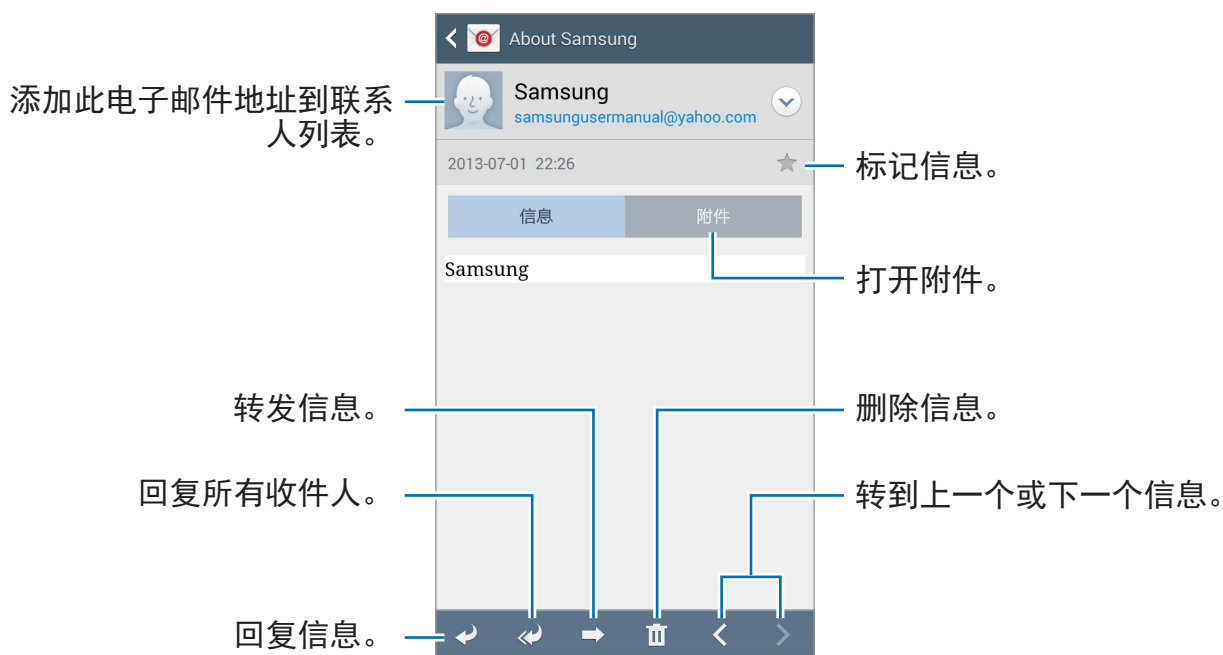 About Samsung
添加此电子邮件地址到联系
人列表。
Samsung
samsungusermanual@yahoo.com
2013-07-01 22:26
标记信息。
信息
附件
Samsung
打开附件。
转发信息。
删除信息。
回复所有收件人。
转到上一个或下一个信息。
回复信息。